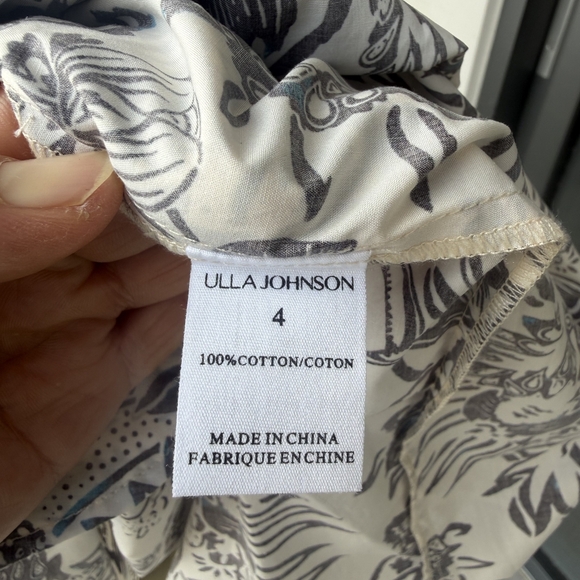 ULLA JOHNSON
4
100%COTTON/COTON
MADE IN CHINA
FABRIQUE EN CHINE